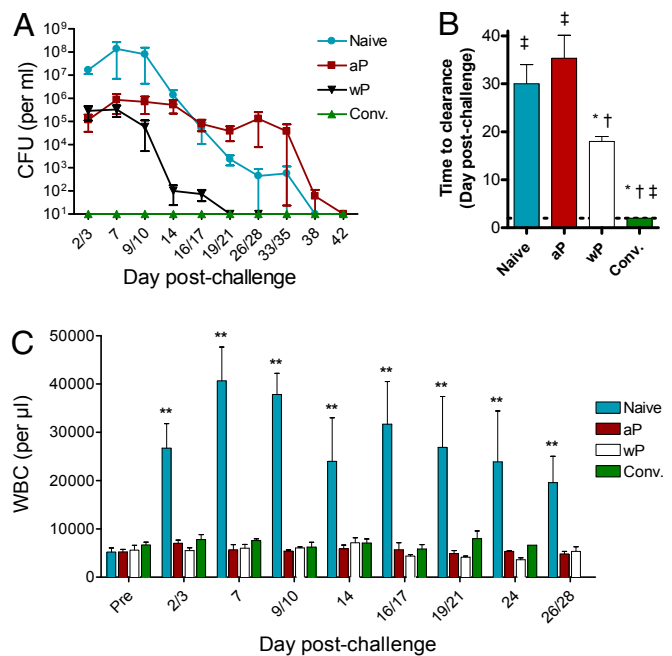 A
CFU (per ml)
10⁹
10⁸
10⁷
10⁶
10⁵
10⁴
10³
10²
10¹
2/3 7 9/10 14 16/17 19/21 26/28 33/35 38 42
Day post-challenge
Naive
aP
wP
Conv.
B
Time to clearance
(Day post-challenge)
40
30
20
10
0
‡
‡
* †
* † ‡
Naive aP wP Conv.
C
WBC (per µl)
50000
40000
30000
20000
10000
0
** ** ** ** ** ** ** **
Pre 2/3 7 9/10 14 16/17 19/21 24 26/28
Day post-challenge
Naive
aP
wP
Conv.